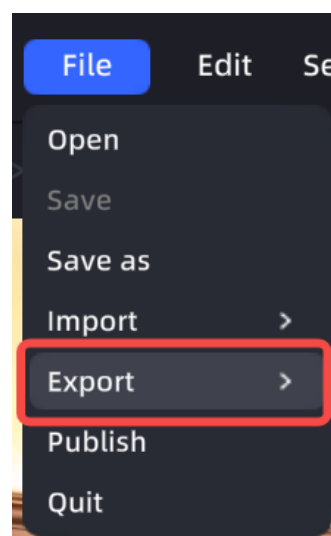 File Edit Se
Open
Save
Save as
Import >
Export >
Publish
Quit